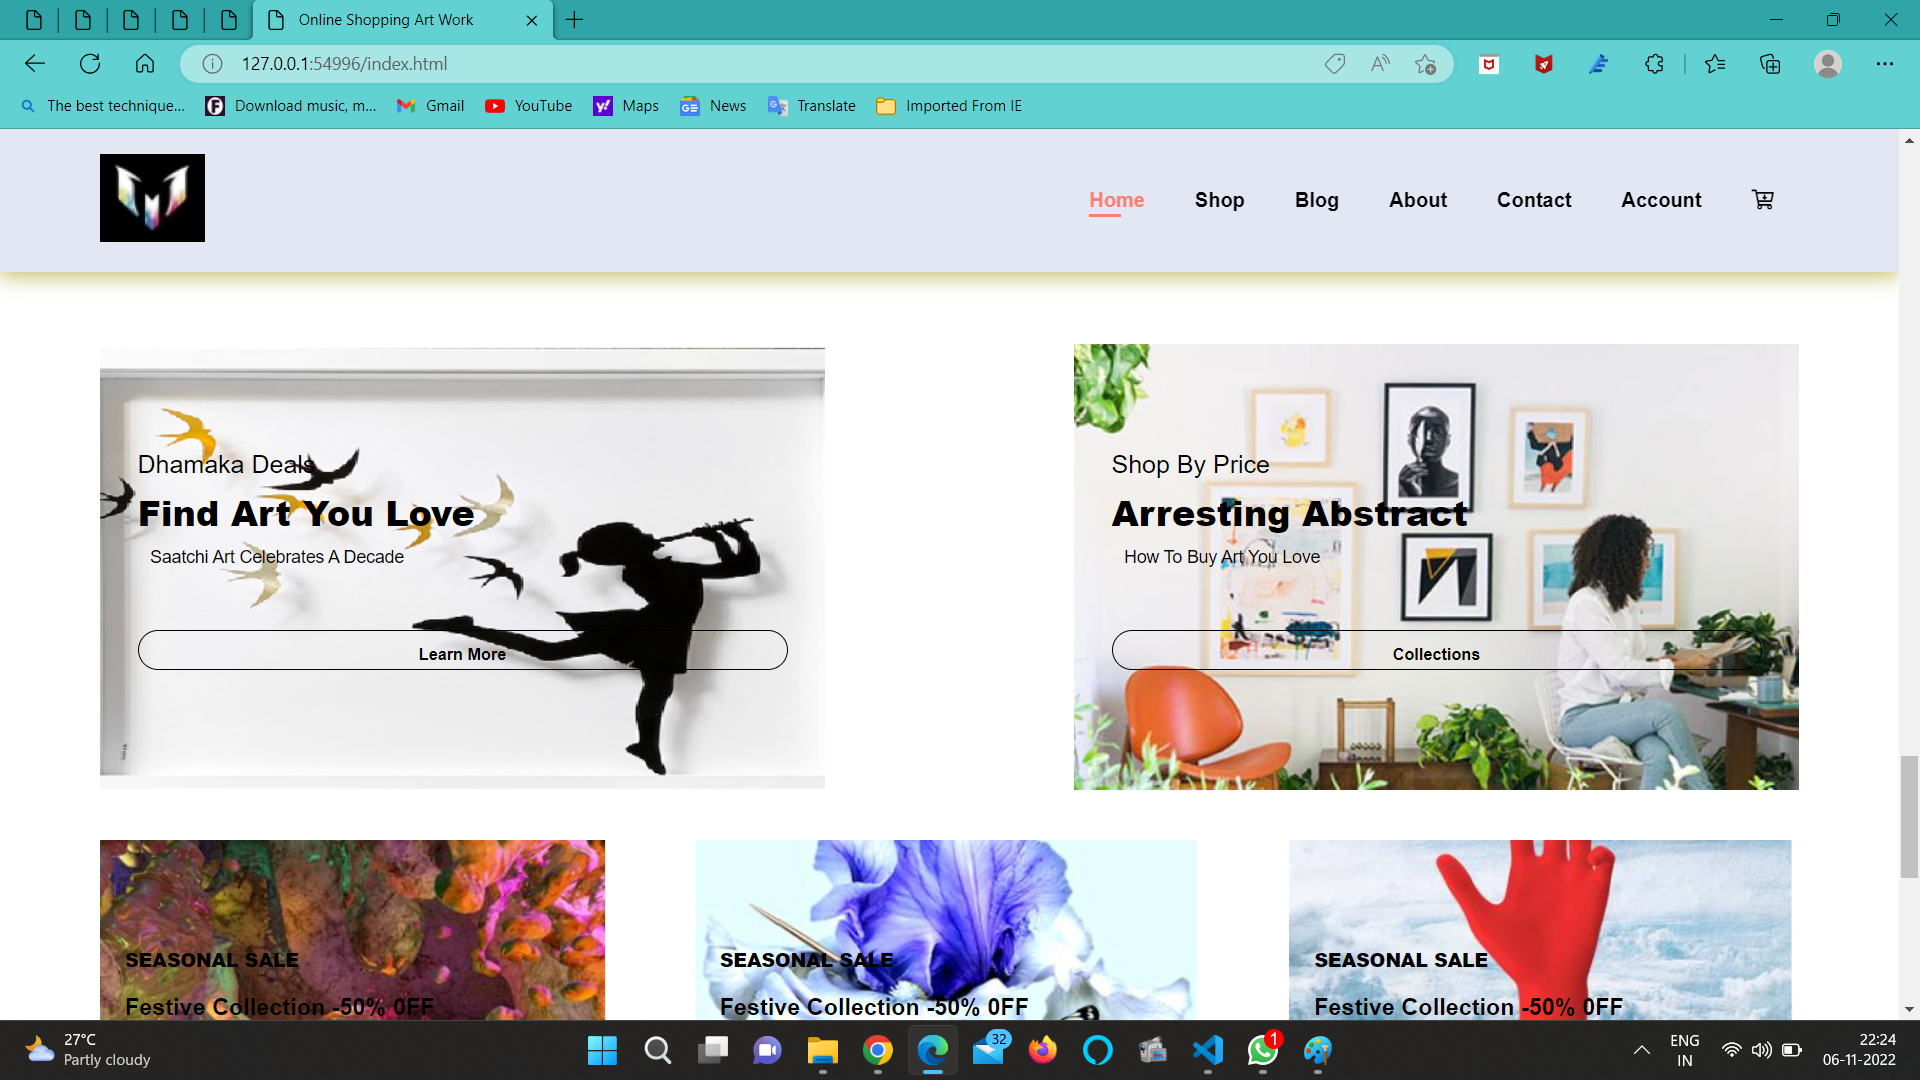 Online Shopping Art Work
127.0.0.1:54996/index.html
The best technique...
Download music, m...
Gmail
YouTube
Maps
News
Translate
Imported From IE
Home
Shop
Blog
About
Contact
Account
Dhamaka Deals
Find Art You Love
Saatchi Art Celebrates A Decade
Learn More
Shop By Price
Arresting Abstract
How To Buy Art You Love
Collections
SEASONAL SALE
Festive Collection -50% 0FF
SEASONAL SALE
Festive Collection -50% 0FF
SEASONAL SALE
Festive Collection -50% 0FF
27°C
Partly cloudy
32
1
ENG
IN
22:24
06-11-2022